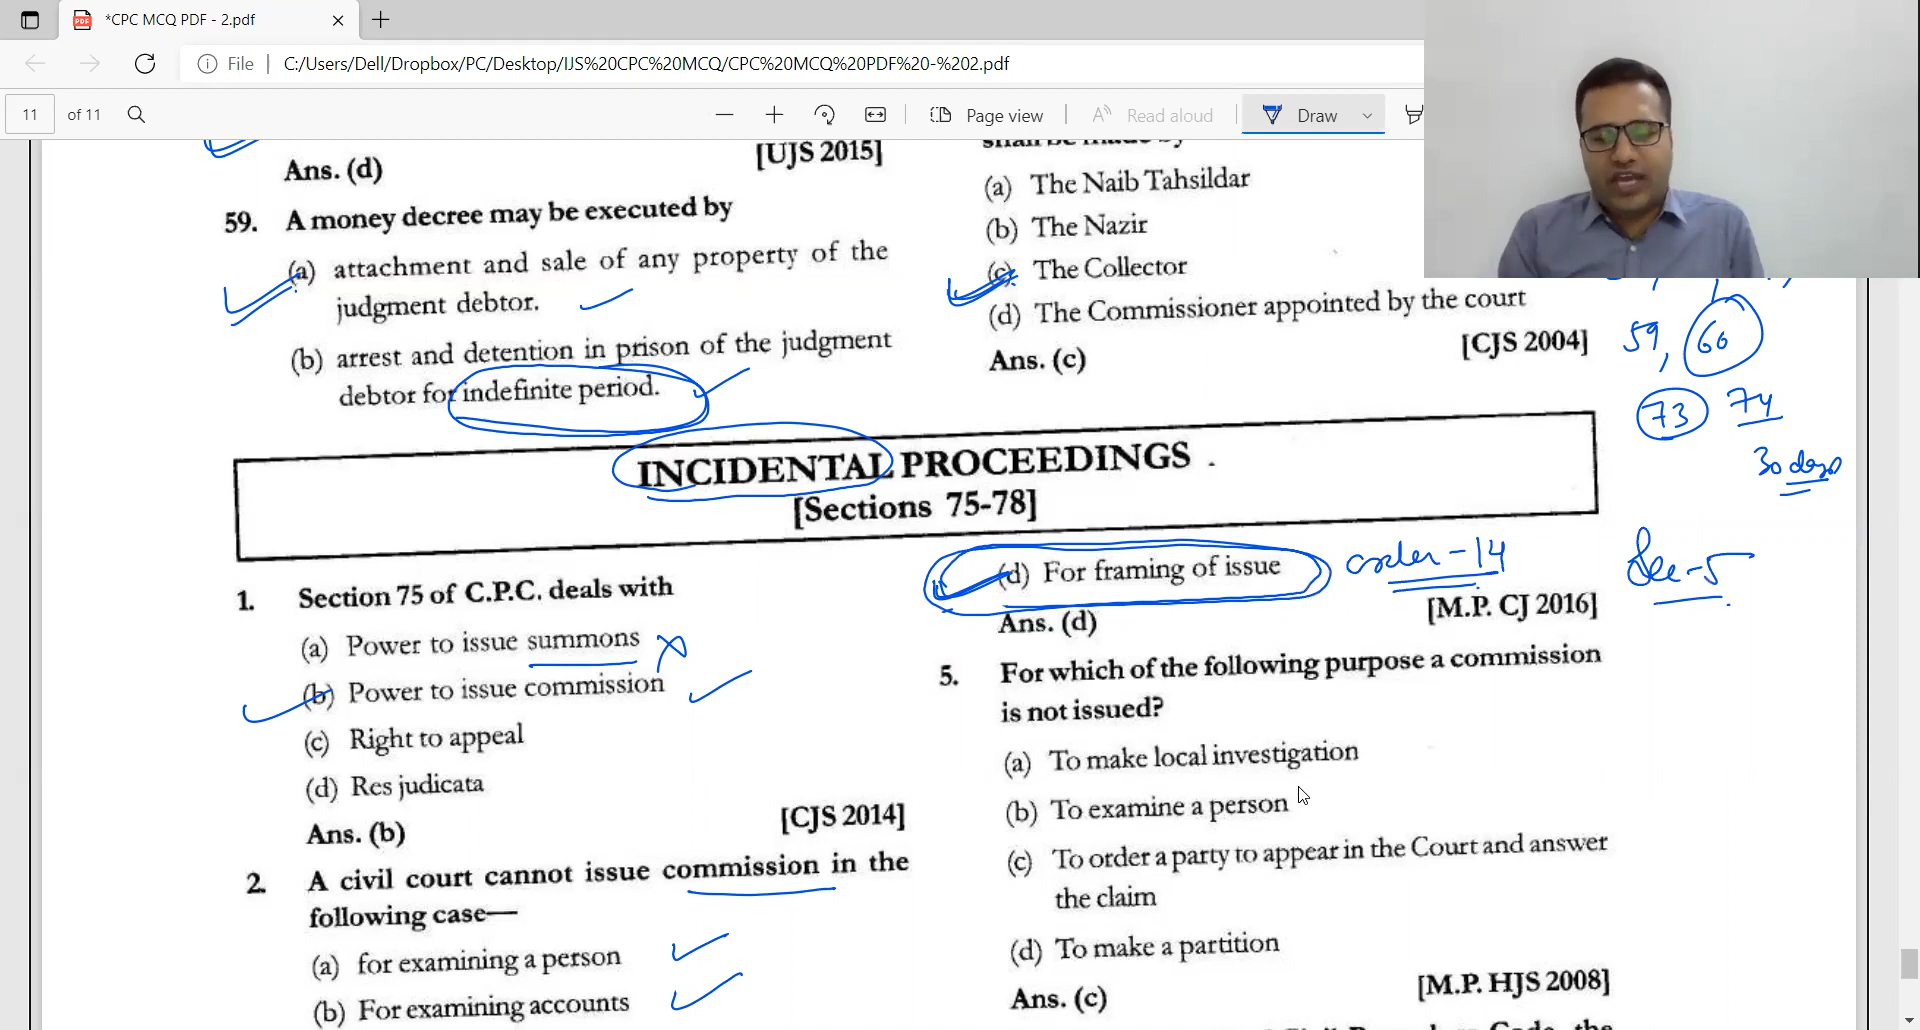 *CPC MCQ PDF - 2.pdf
File
C:/Users/Dell/Dropbox/PC/Desktop/IJS%20CPC%20MCQ/CPC%20MCQ%20PDF%20-%202.pdf
11
of 11
Page view
Read aloud
Draw
[UJS 2015]
Ans. (d)
59. A money decree may be executed by
(a) attachment and sale of any property of the
judgment debtor.
(b) arrest and detention in prison of the judgment
debtor for indefinite period.
shall be made by
(a) The Naib Tahsildar
(b) The Nazir
(c) The Collector
(d) The Commissioner appointed by the court
[CJS 2004]
Ans. (c)
59, 60
73 74
30 days
INCIDENTAL PROCEEDINGS
[Sections 75-78]
1. Section 75 of C.P.C. deals with
(a) Power to issue summons
(b) Power to issue commission
(c) Right to appeal
(d) Res judicata
[CJS 2014]
Ans. (b)
2. A civil court cannot issue commission in the
following case—
(a) for examining a person
(b) For examining accounts
(d) For framing of issue
order-14
Sec-5
[M.P. CJ 2016]
Ans. (d)
5. For which of the following purpose a commission
is not issued?
(a) To make local investigation
(b) To examine a person
(c) To order a party to appear in the Court and answer
the claim
(d) To make a partition
[M.P. HJS 2008]
Ans. (c)